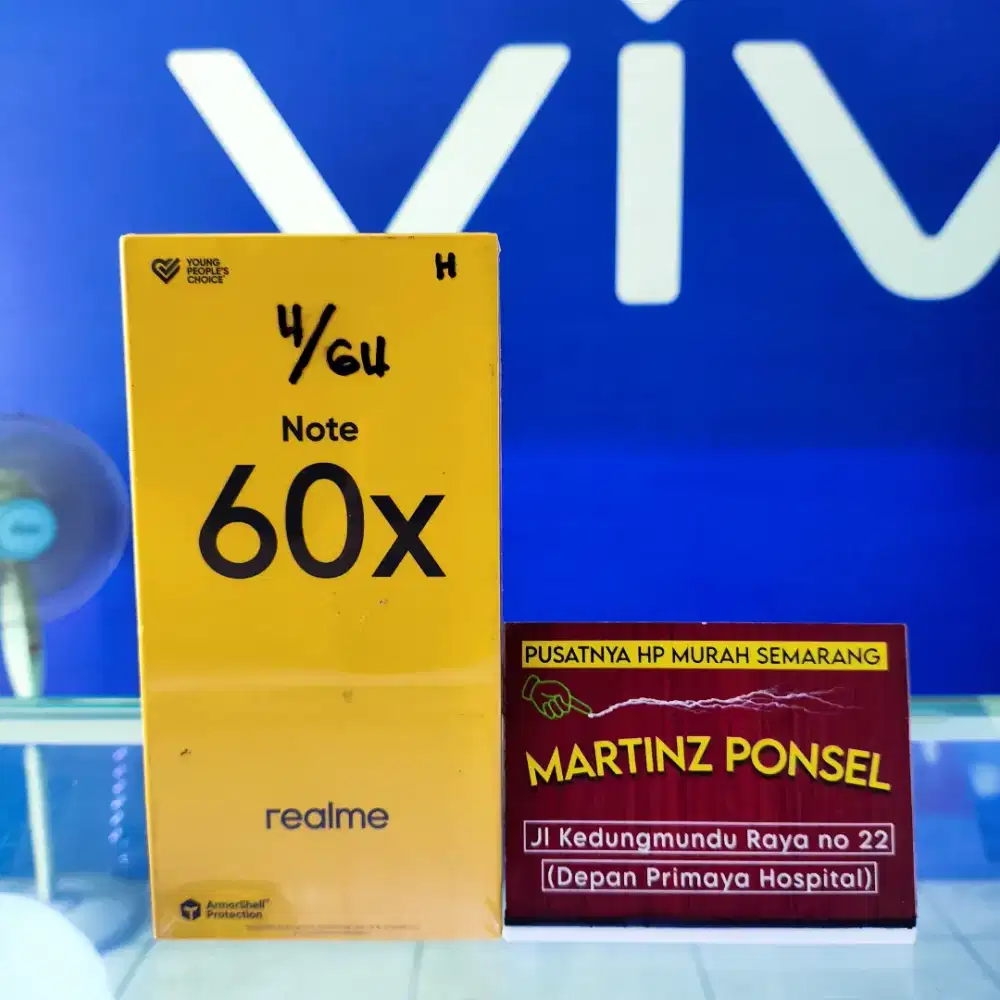 VIV
YOUNG
PEOPLE'S
CHOICE
H
4/64
Note
60x
realme
ArmorShell
Protection
PUSATNYA HP MURAH SEMARANG
MARTINZ PONSEL
Jl Kedungmundu Raya no 22
(Depan Primaya Hospital)